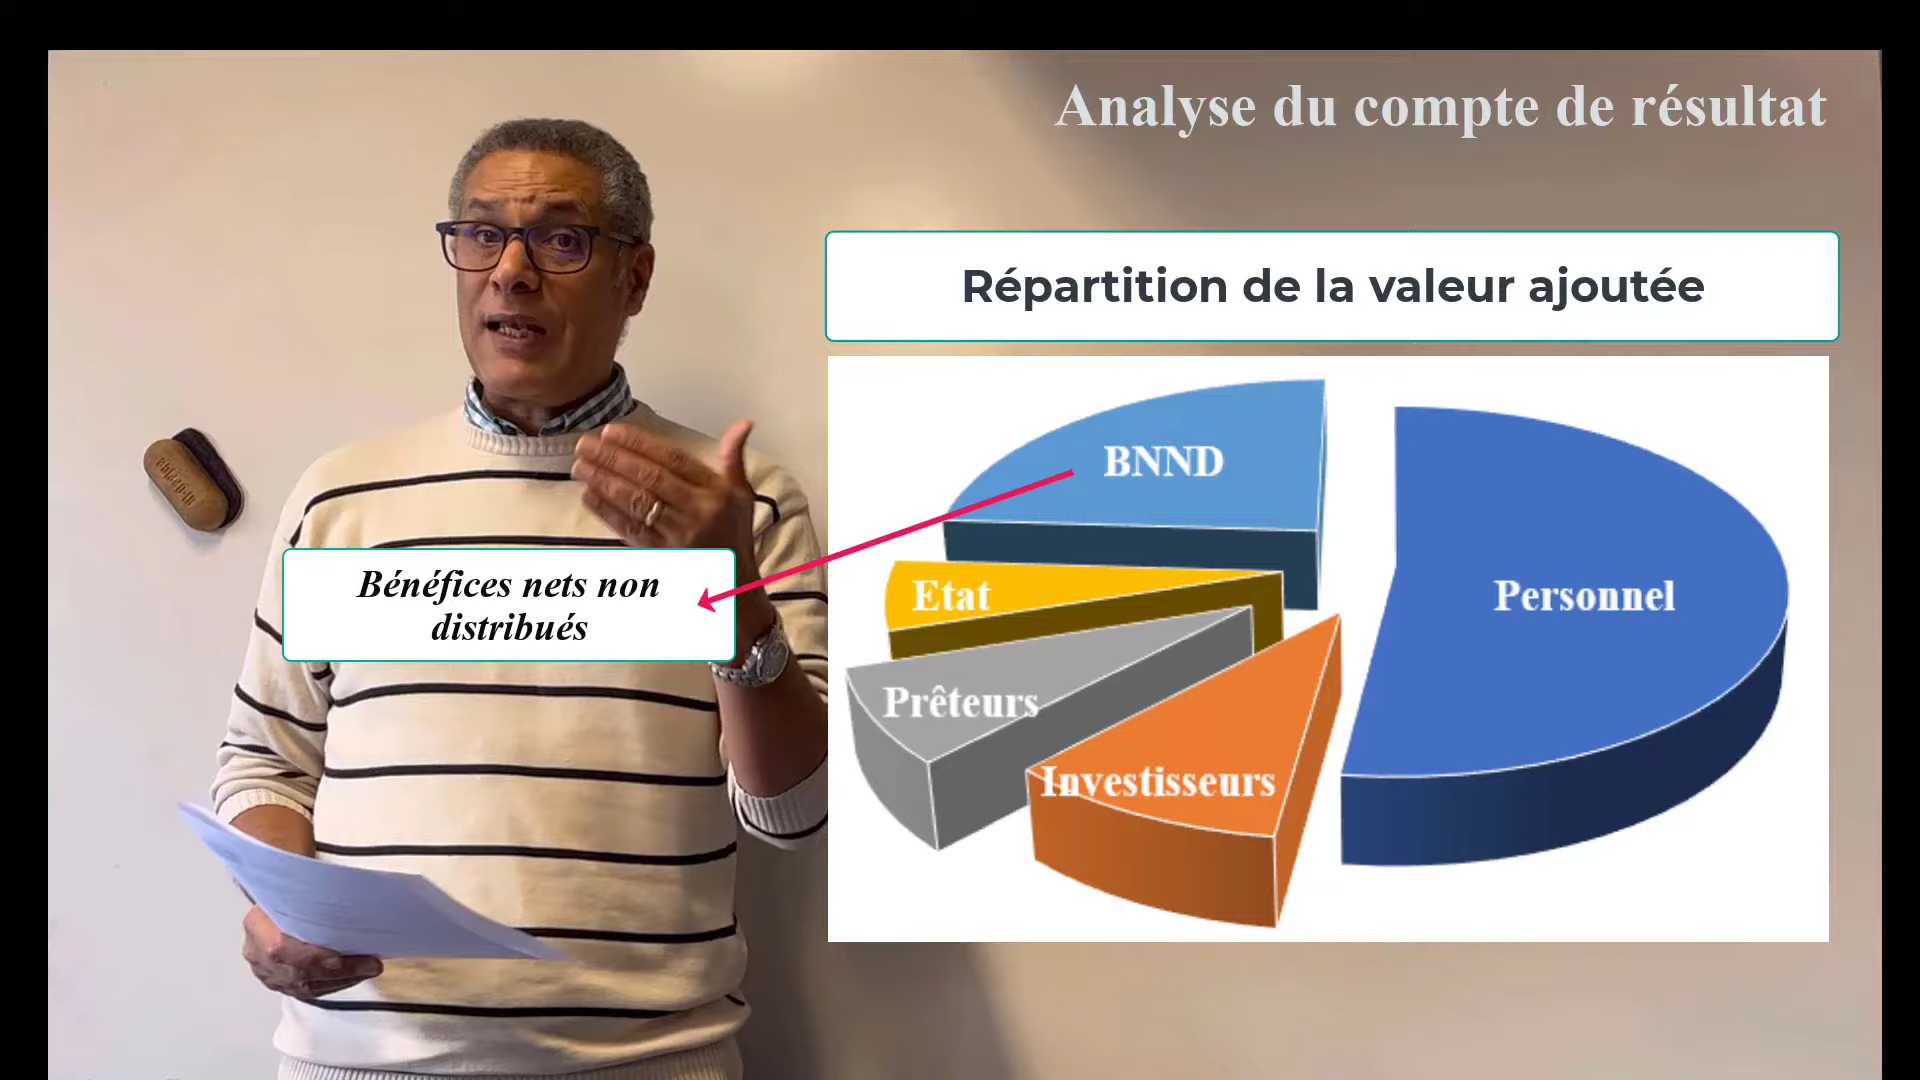 Analyse du compte de résultat
Répartition de la valeur ajoutée
BNND
Bénéfices nets non
distribués
Etat
Personnel
Prêteurs
Investisseurs